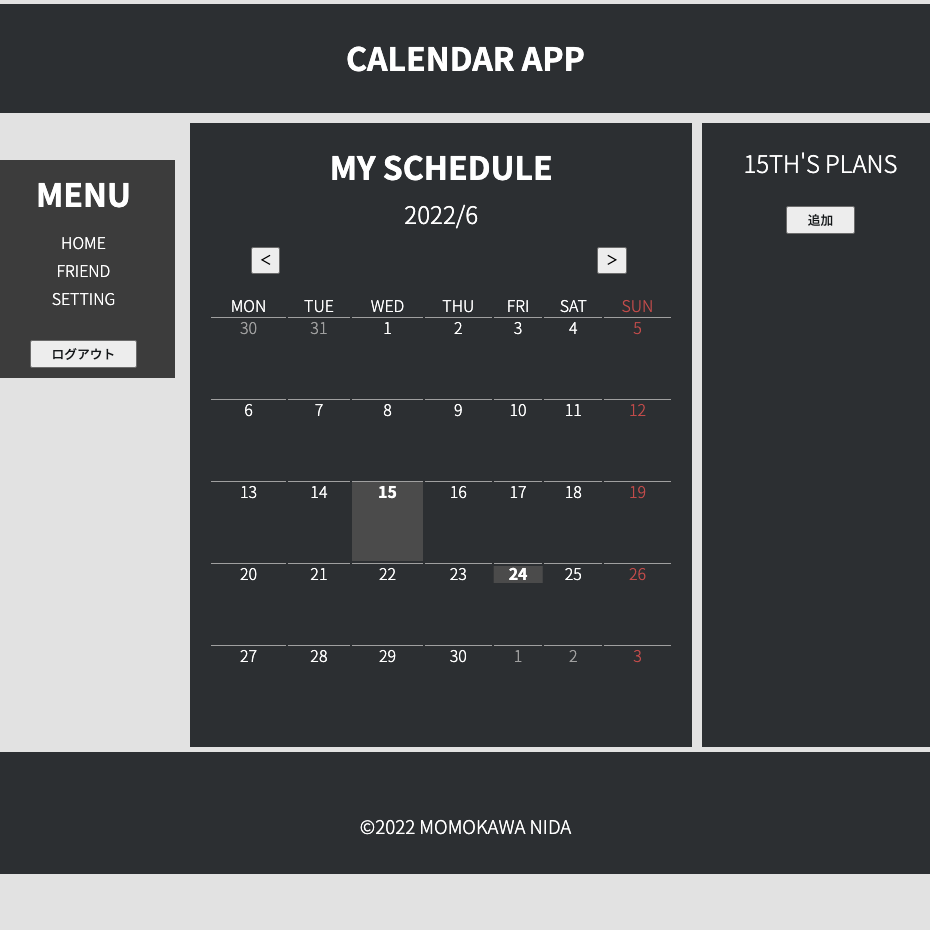 CALENDAR APP
MENU
HOME
FRIEND
SETTING
ログアウト
MY SCHEDULE
2022/6
< >
MON TUE WED THU FRI SAT SUN
30 31 1 2 3 4 5
6 7 8 9 10 11 12
13 14 15 16 17 18 19
20 21 22 23 24 25 26
27 28 29 30 1 2 3
15TH'S PLANS
追加
©2022 MOMOKAWA NIDA